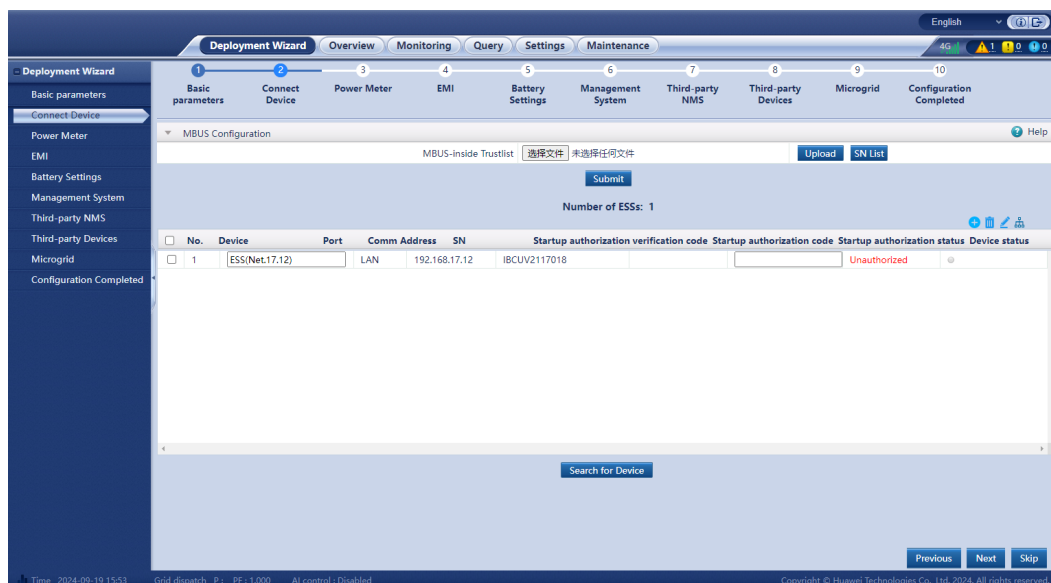 English
Deployment Wizard Overview Monitoring Query Settings Maintenance
4G 1 0 0
Deployment Wizard
Basic parameters
Connect Device
Power Meter
EMI
Battery Settings
Management System
Third-party NMS
Third-party Devices
Microgrid
Configuration Completed
1 2 3 4 5 6 7 8 9 10
Basic parameters
Connect Device
Power Meter
EMI
Battery Settings
Management System
Third-party NMS
Third-party Devices
Microgrid
Configuration Completed
MBUS Configuration
Help
MBUS-inside Trustlist 选择文件 未选择任何文件 Upload SN List
Submit
Number of ESSs: 1
No. Device Port Comm Address SN Startup authorization verification code Startup authorization code Startup authorization status Device status
1 ESS(Net.17.12) LAN 192.168.17.12 IBCUV2117018 Unauthorized
Search for Device
Previous Next Skip
Time 2024-09-19 15:53 Grid dispatch P : PF : 1.000 AI control : Disabled Copyright © Huawei Technologies Co., Ltd. 2024. All rights reserved